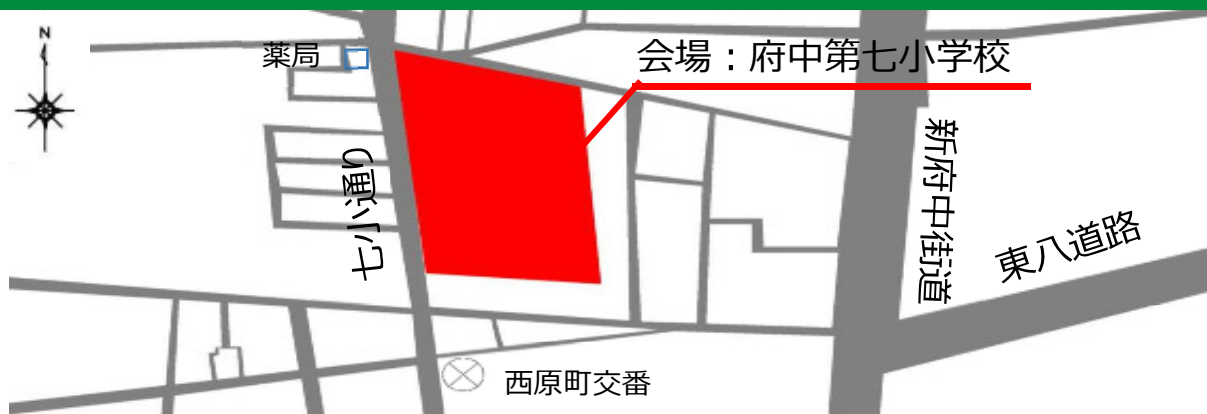 N
薬局
会場：府中第七小学校
七小通り
新府中街道
東八道路
西原町交番